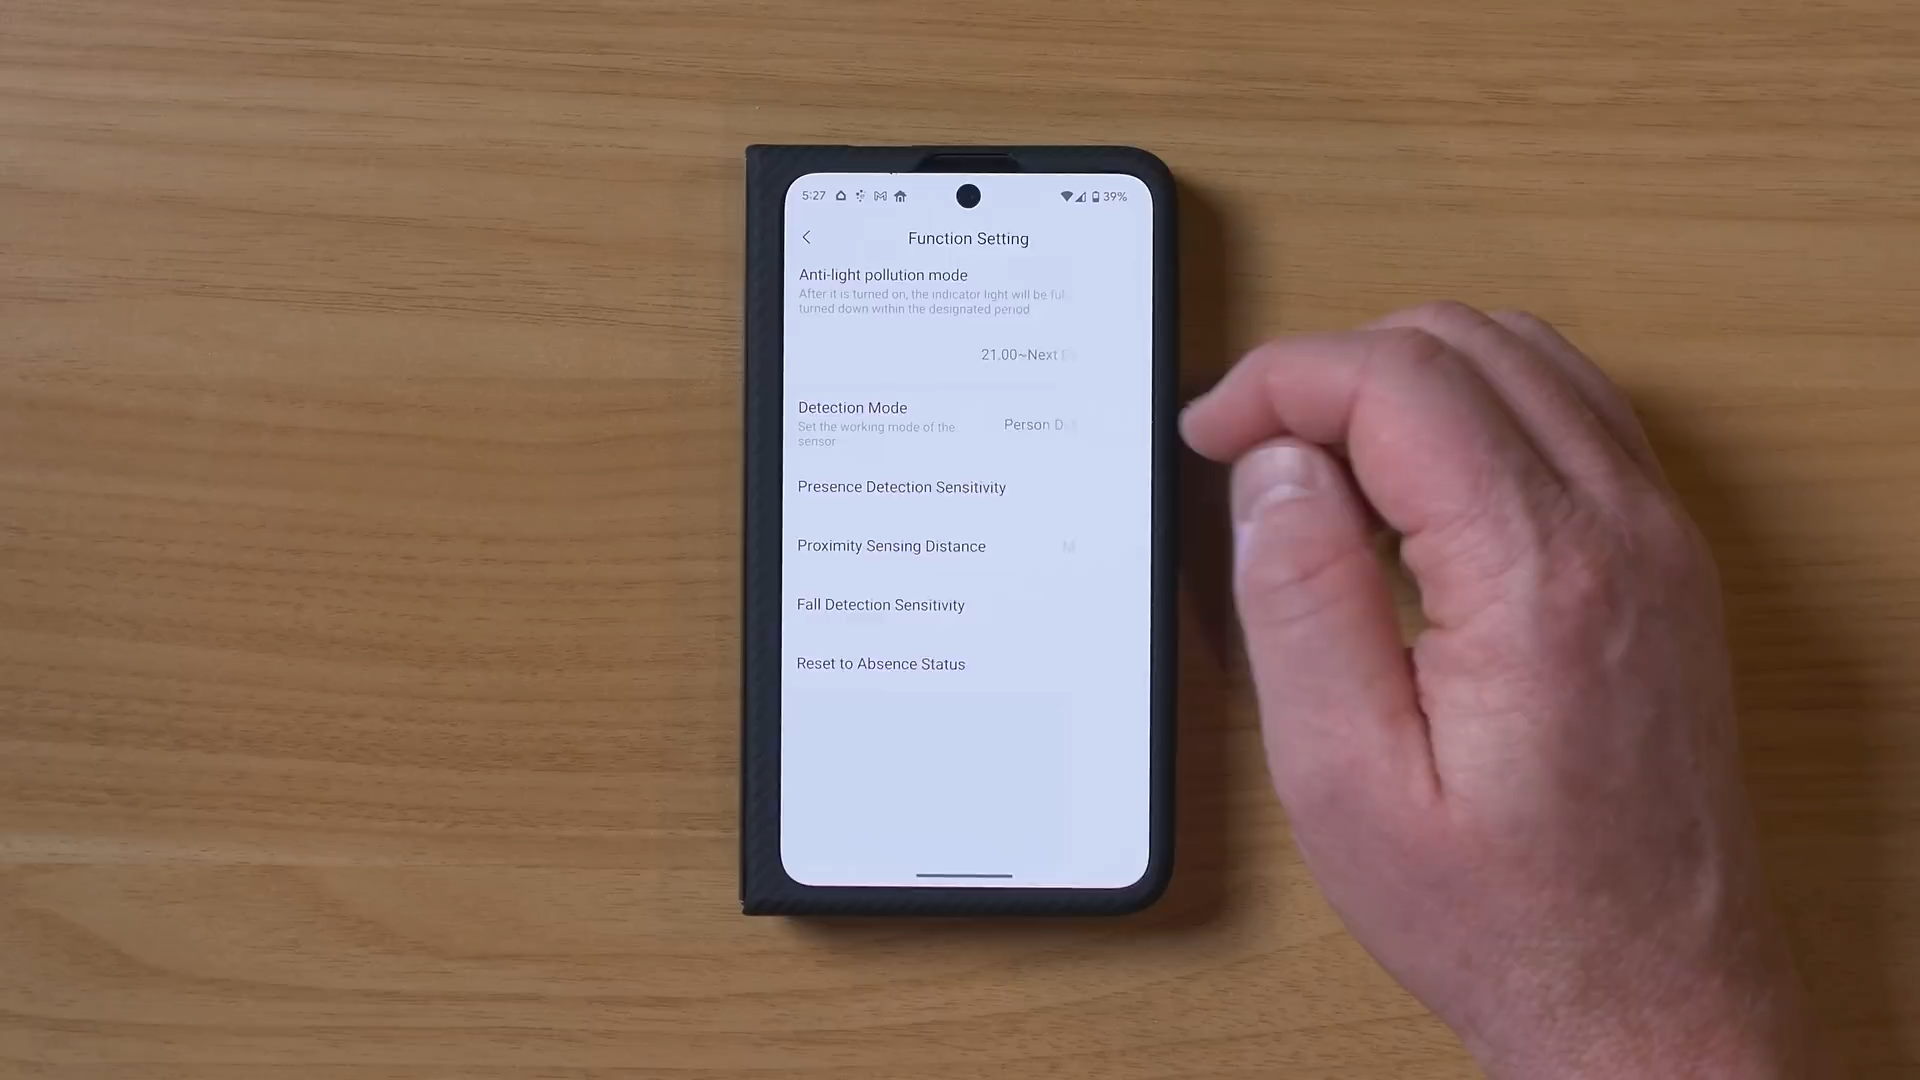 5:27
39%
Function Setting
Anti-light pollution mode
After it is turned on, the indicator light will be
turned down within the designated period
21.00~Next
Detection Mode
Set the working mode of the
sensor
Person
Presence Detection Sensitivity
Proximity Sensing Distance
Fall Detection Sensitivity
Reset to Absence Status